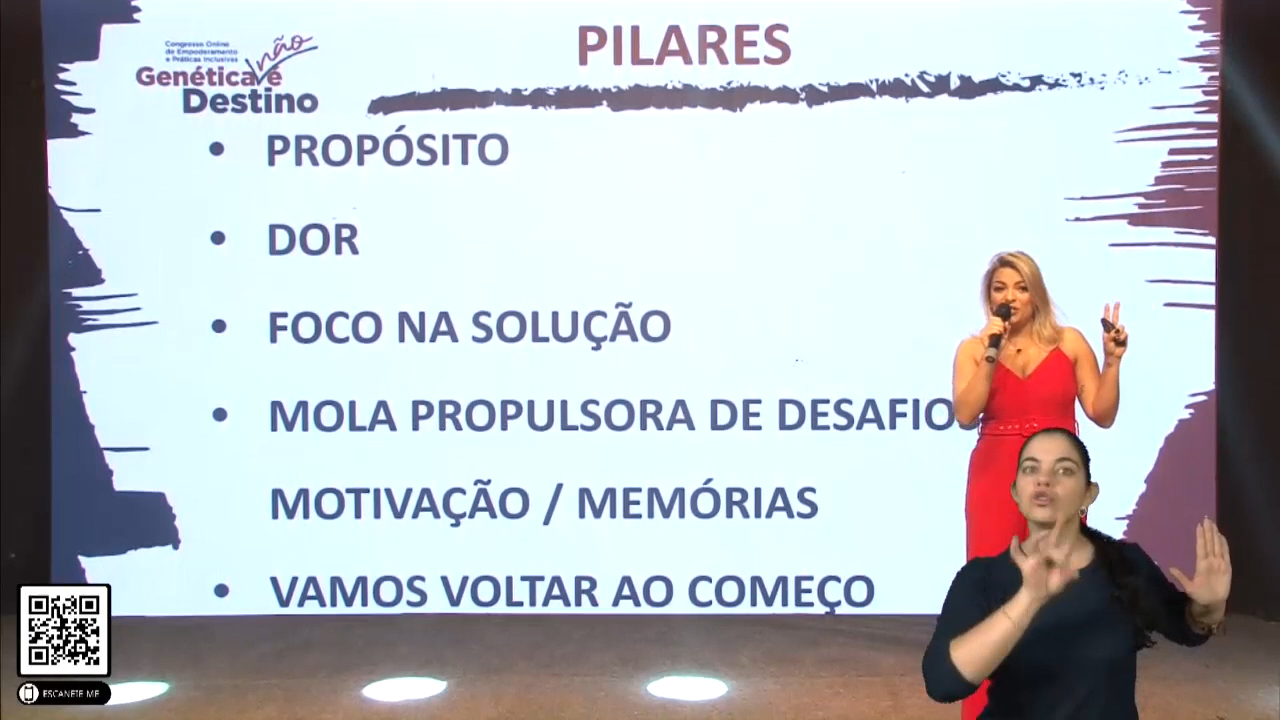 PILARES
Congresso Online
de Empoderamento
e Práticas Inclusivas
não
Genética é
Destino
• PROPÓSITO
• DOR
• FOCO NA SOLUÇÃO
• MOLA PROPULSORA DE DESAFIO
MOTIVAÇÃO / MEMÓRIAS
• VAMOS VOLTAR AO COMEÇO
ESCANEIE ME